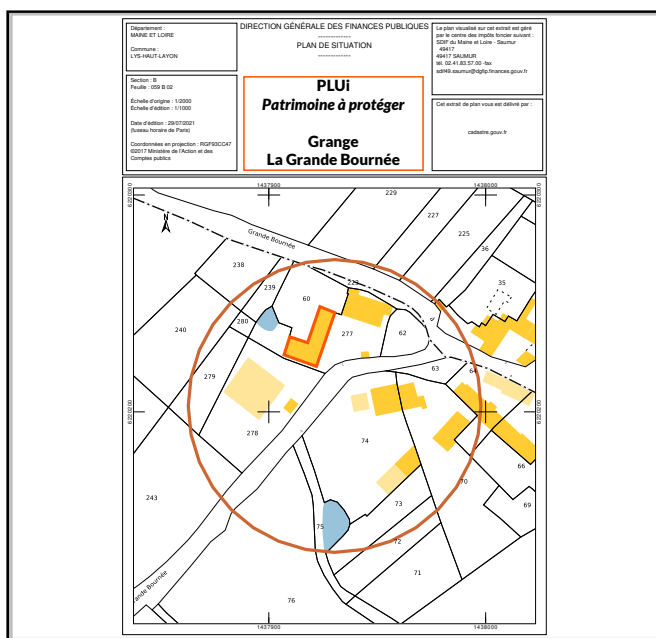 Département :
MAINE ET LOIRE
Commune :
LYS-HAUT-LAYON
Section : B
Feuille : 059 B 02
Échelle d'origine : 1/2000
Échelle d'édition : 1/1000
Date d'édition : 29/07/2021
(fuseau horaire de Paris)
Coordonnées en projection : RGF93CC47
©2017 Ministère de l'Action et des
Comptes publics
DIRECTION GÉNÉRALE DES FINANCES PUBLIQUES
-------------
PLAN DE SITUATION
-------------
PLUi
Patrimoine à protéger
Grange
La Grande Bournée
Le plan visualisé sur cet extrait est géré
par le centre des impôts foncier suivant :
SDIF du Maine et Loire - Saumur
49417
49417 SAUMUR
tél. 02.41.83.57.00 -fax
sdif49.saumur@dgfip.finances.gouv.fr
Cet extrait de plan vous est délivré par :
cadastre.gouv.fr
1437900
1438000
6220300
6220300
N
229
227
225
36
35
Grande Bournée
238
239
223
60
240
280
277
62
279
63
64
6220200
6220200
278
74
66
70
243
69
73
75
72
71
76
Grande Bournée
1437900
1438000